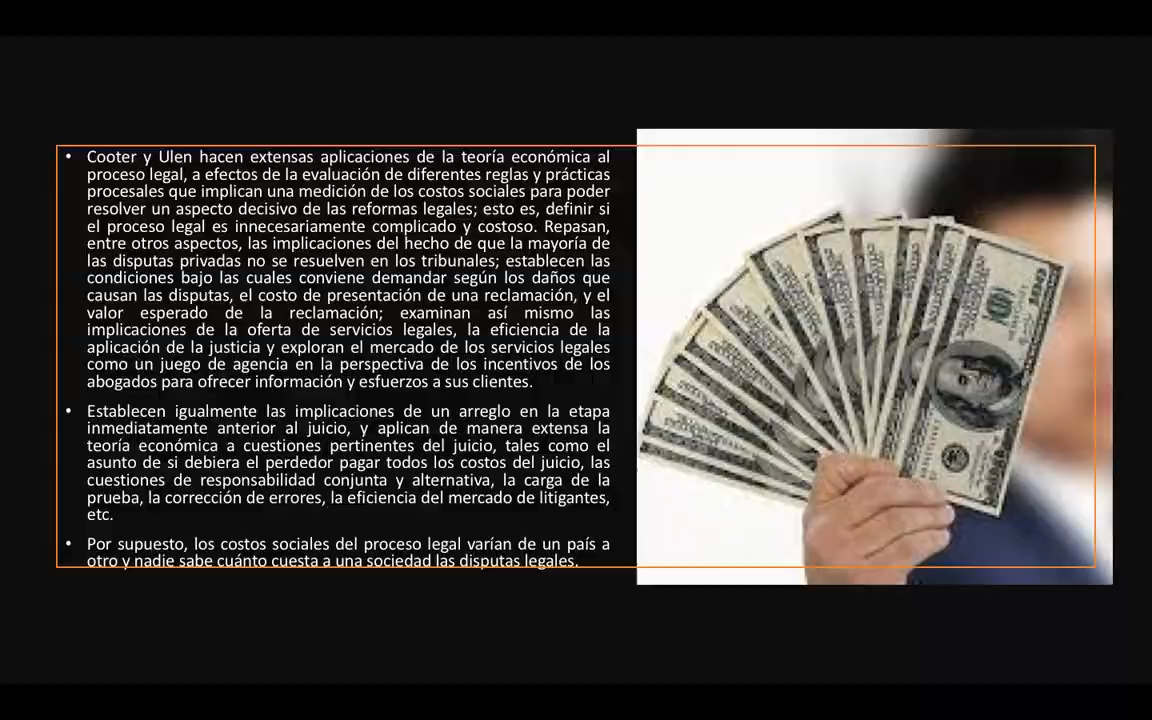 • Cooter y Ulen hacen extensas aplicaciones de la teoría económica al
proceso legal, a efectos de la evaluación de diferentes reglas y prácticas
procesales que implican una medición de los costos sociales para poder
resolver un aspecto decisivo de las reformas legales; esto es, definir si
el proceso legal es innecesariamente complicado y costoso. Repasan,
entre otros aspectos, las implicaciones del hecho de que la mayoría de
las disputas privadas no se resuelven en los tribunales; establecen las
condiciones bajo las cuales conviene demandar según los daños que
causan las disputas, el costo de presentación de una reclamación, y el
valor esperado de la reclamación; examinan así mismo las
implicaciones de la oferta de servicios legales, la eficiencia de la
aplicación de la justicia y exploran el mercado de los servicios legales
como un juego de agencia en la perspectiva de los incentivos de los
abogados para ofrecer información y esfuerzos a sus clientes.
• Establecen igualmente las implicaciones de un arreglo en la etapa
inmediatamente anterior al juicio, y aplican de manera extensa la
teoría económica a cuestiones pertinentes del juicio, tales como el
asunto de si debiera el perdedor pagar todos los costos del juicio, las
cuestiones de responsabilidad conjunta y alternativa, la carga de la
prueba, la corrección de errores, la eficiencia del mercado de litigantes,
etc.
• Por supuesto, los costos sociales del proceso legal varían de un país a
otro y nadie sabe cuánto cuesta a una sociedad las disputas legales.